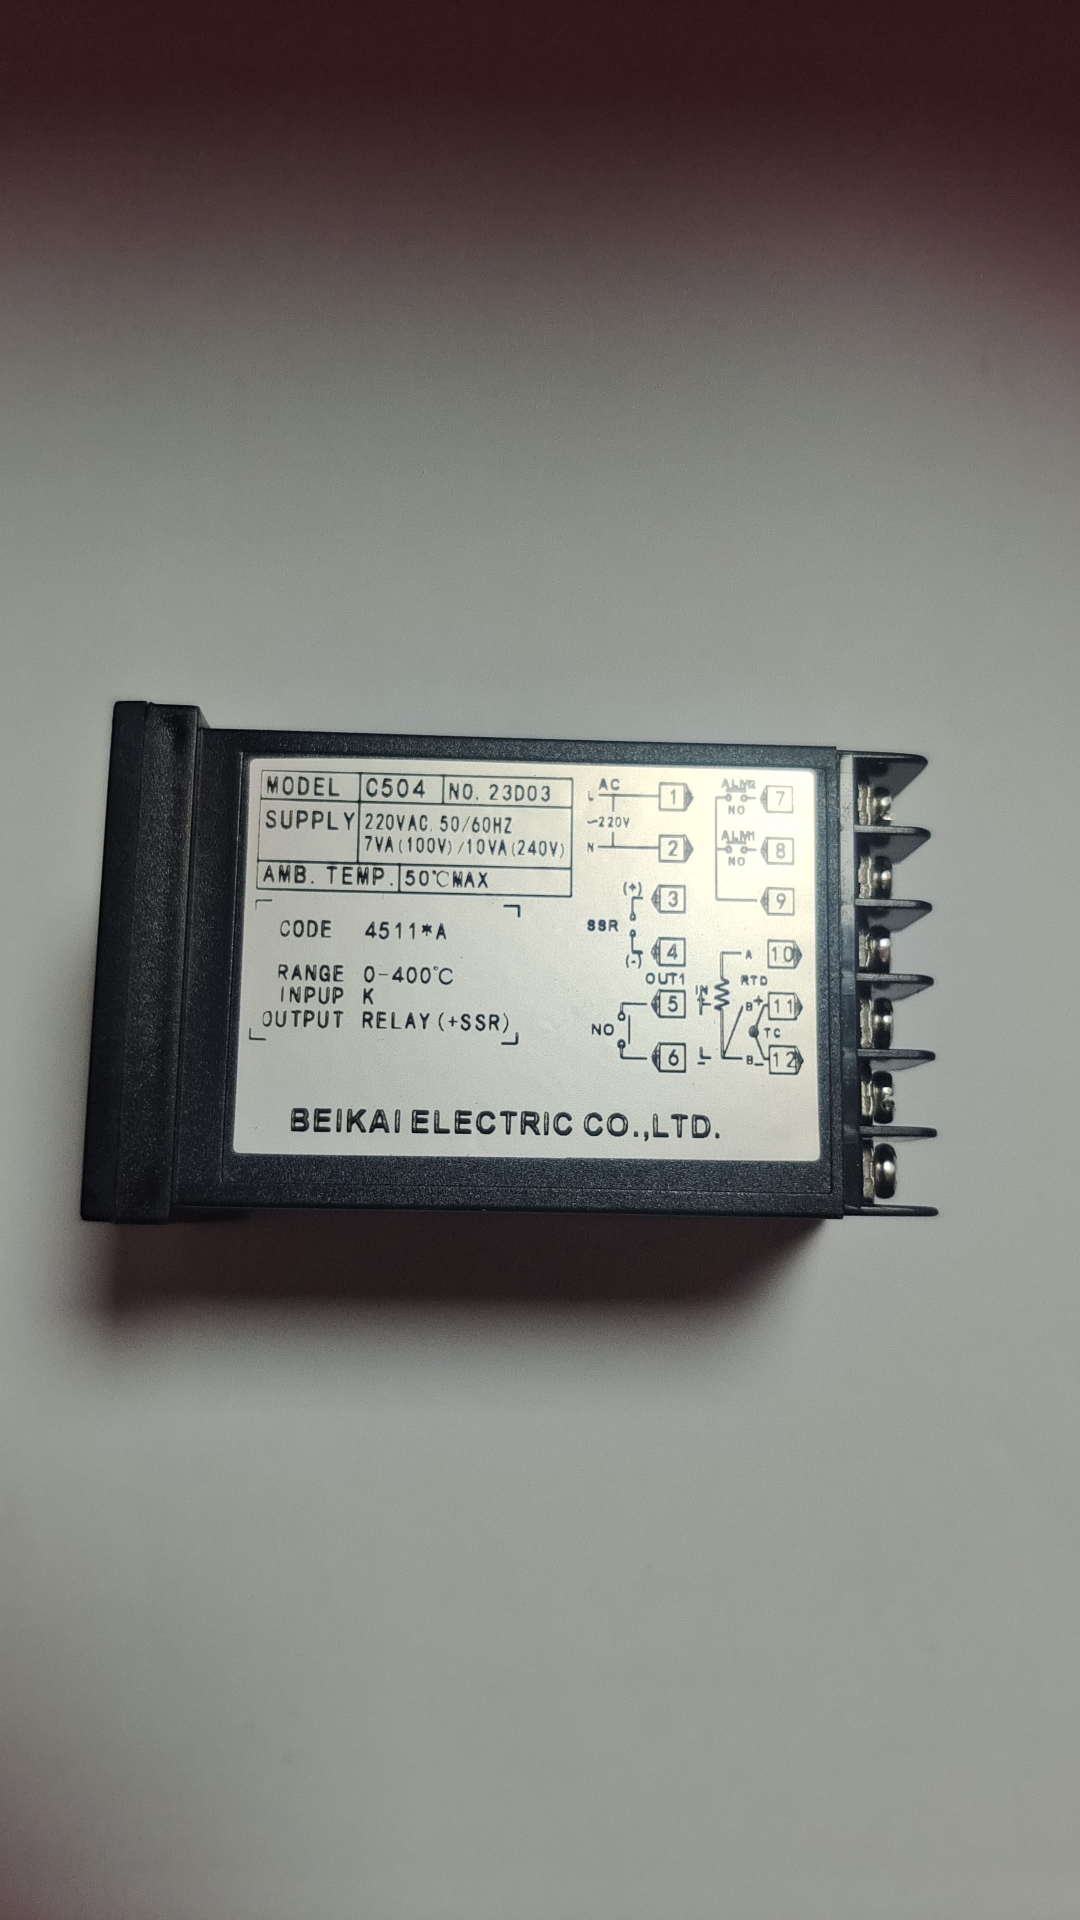 MODEL C504 NO. 23D03
SUPPLY 220VAC. 50/60HZ
7VA(100V)/10VA(240V)
AMB. TEMP. 50℃MAX
CODE 4511*A
RANGE 0-400℃
INPUP K
OUTPUT RELAY(+SSR)
AC
L 1
~220V
N 2
(+) 3
SSR
(-) 4
OUT1
5
NO
6
ALM2 7
NO
ALM1 8
NO
9
A 10
RTD
IN
B+ 11
TC
B- 12
BEIKAI ELECTRIC CO.,LTD.